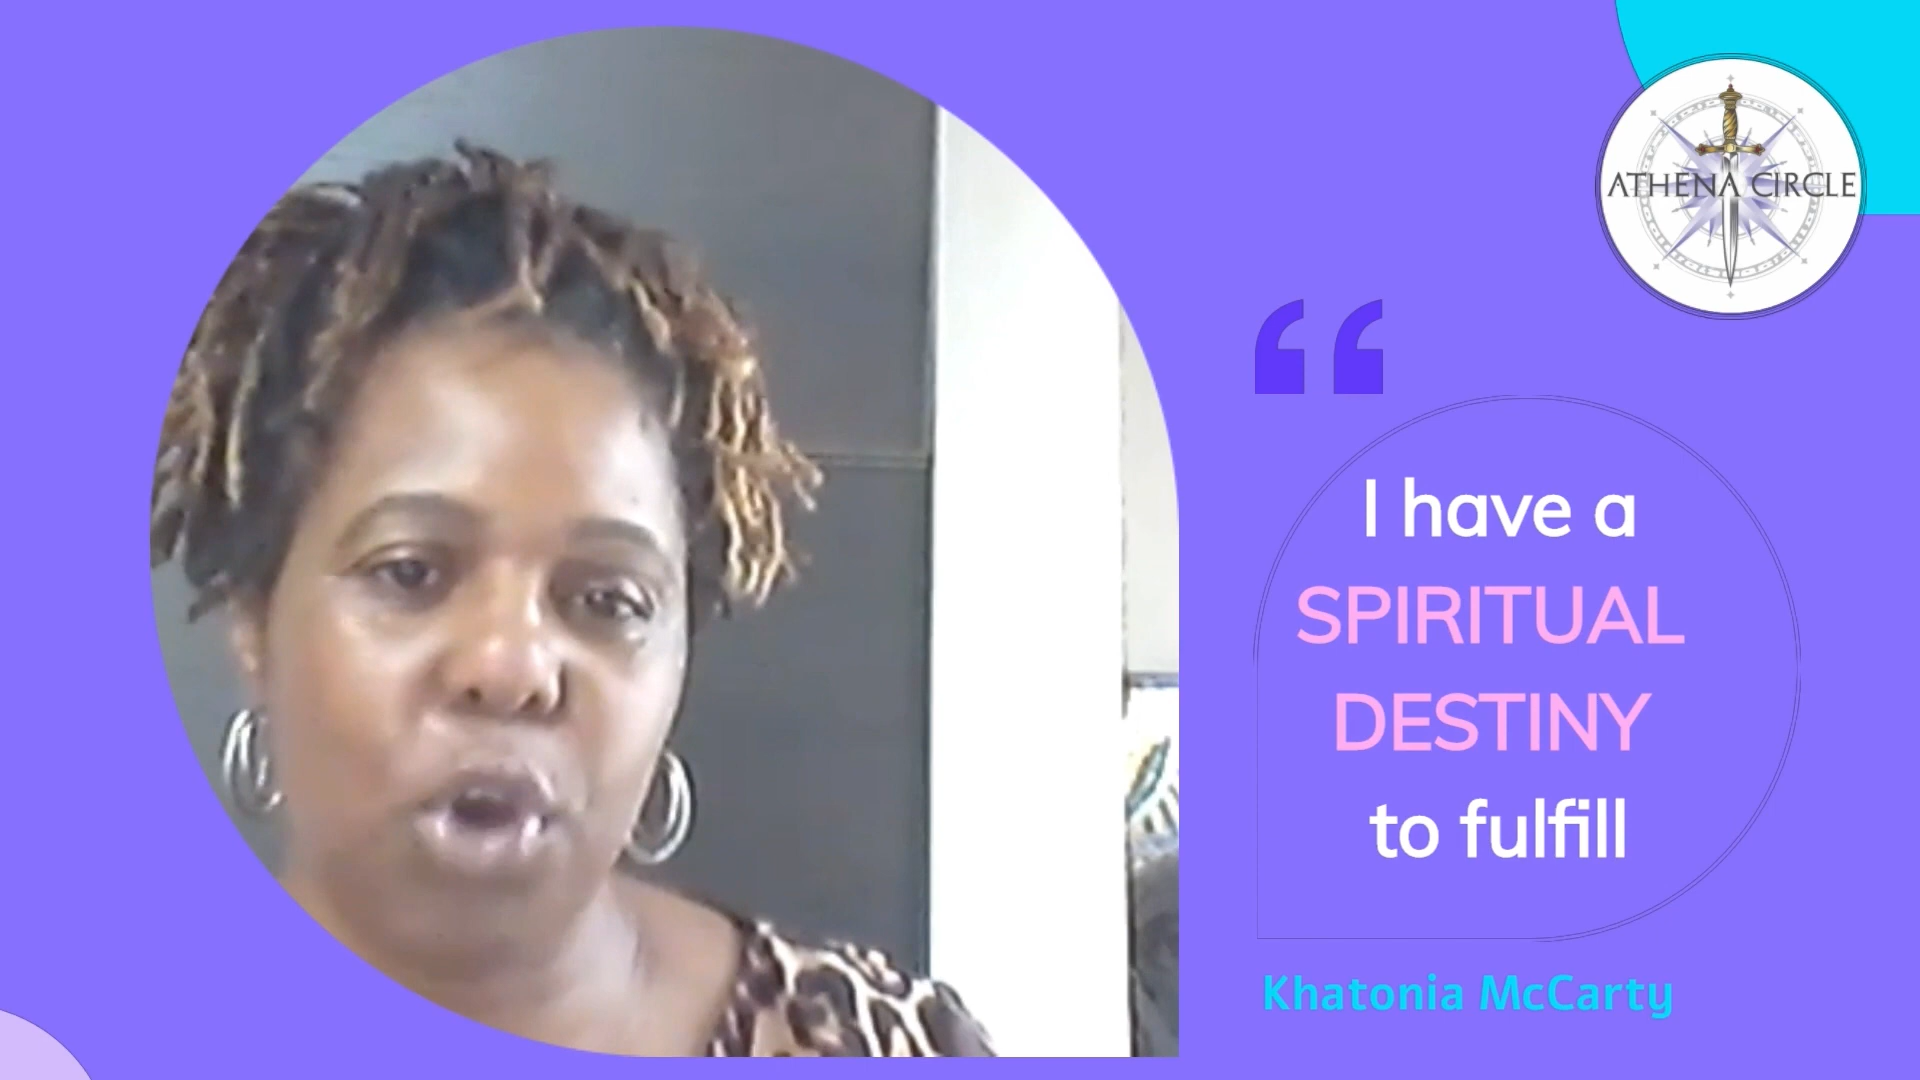 ATHENA CIRCLE
“
I have a
SPIRITUAL
DESTINY
to fulfill
Khatonia McCarty